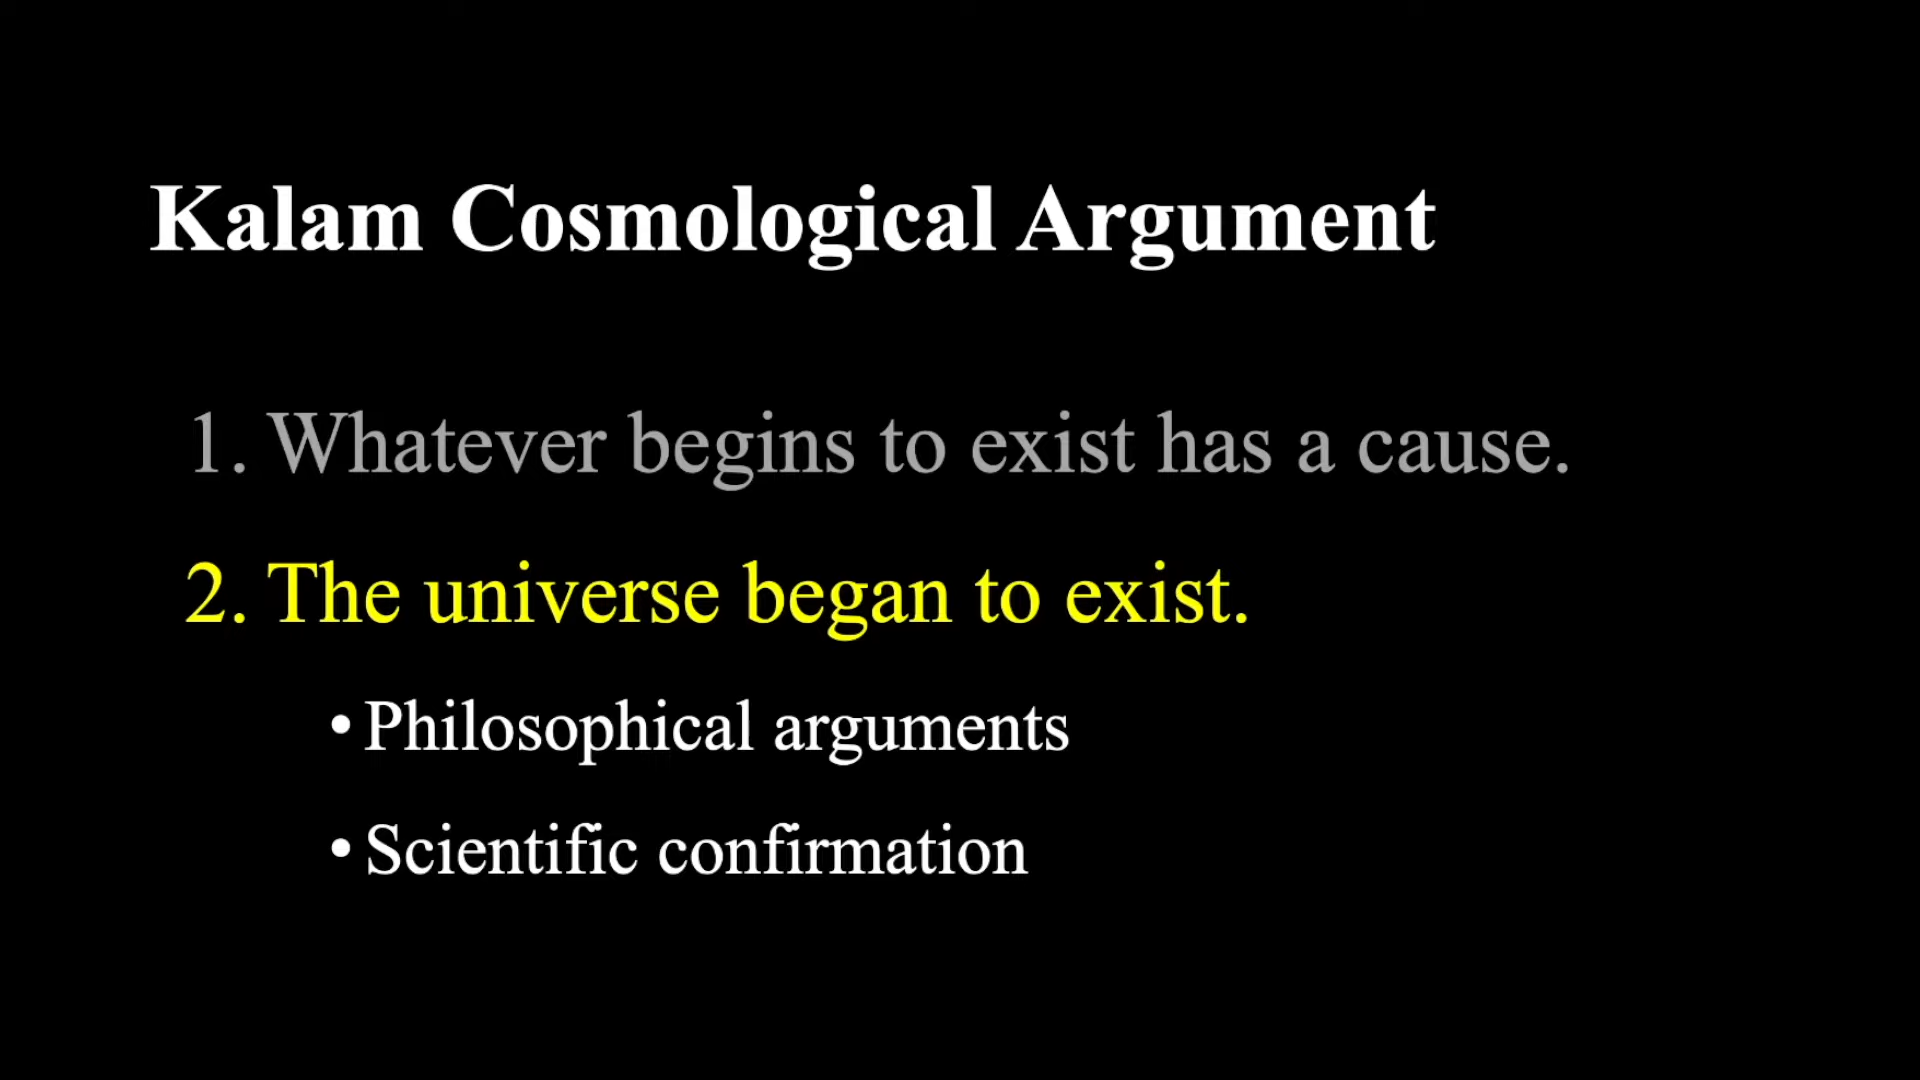 Kalam Cosmological Argument
1. Whatever begins to exist has a cause.
2. The universe began to exist.
• Philosophical arguments
• Scientific confirmation